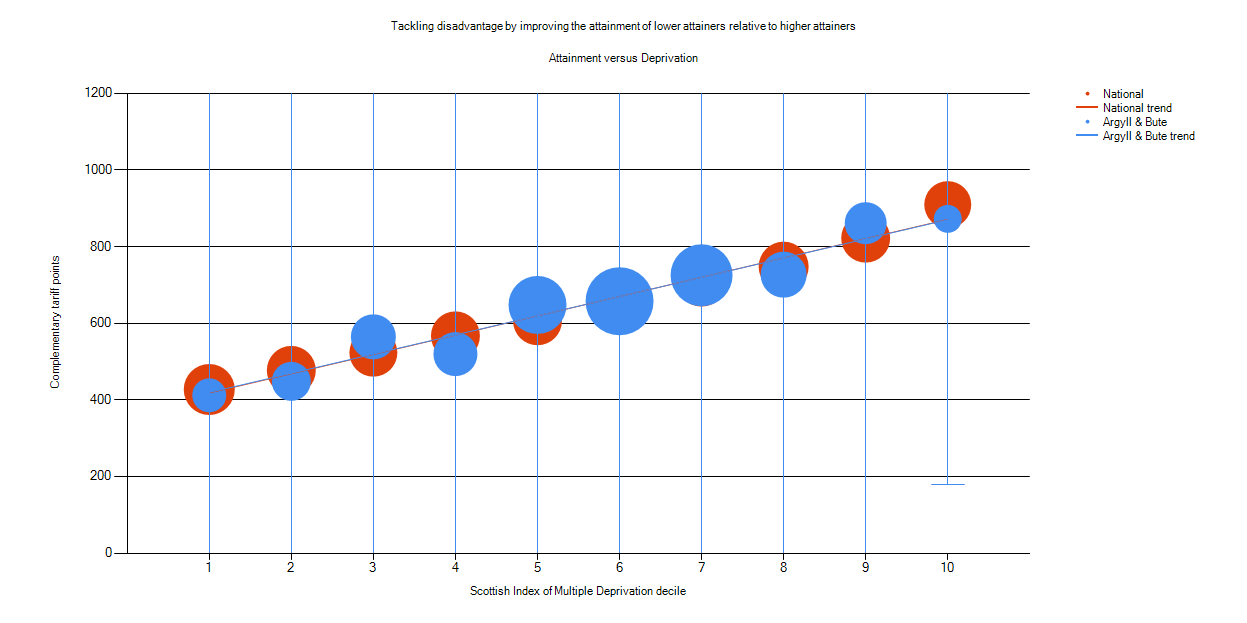 Tackling disadvantage by improving the attainment of lower attainers relative to higher attainers
Attainment versus Deprivation
1200
1000
800
600
400
200
0
Complementary tariff points
1 2 3 4 5 6 7 8 9 10
Scottish Index of Multiple Deprivation decile
National
National trend
Argyll & Bute
Argyll & Bute trend